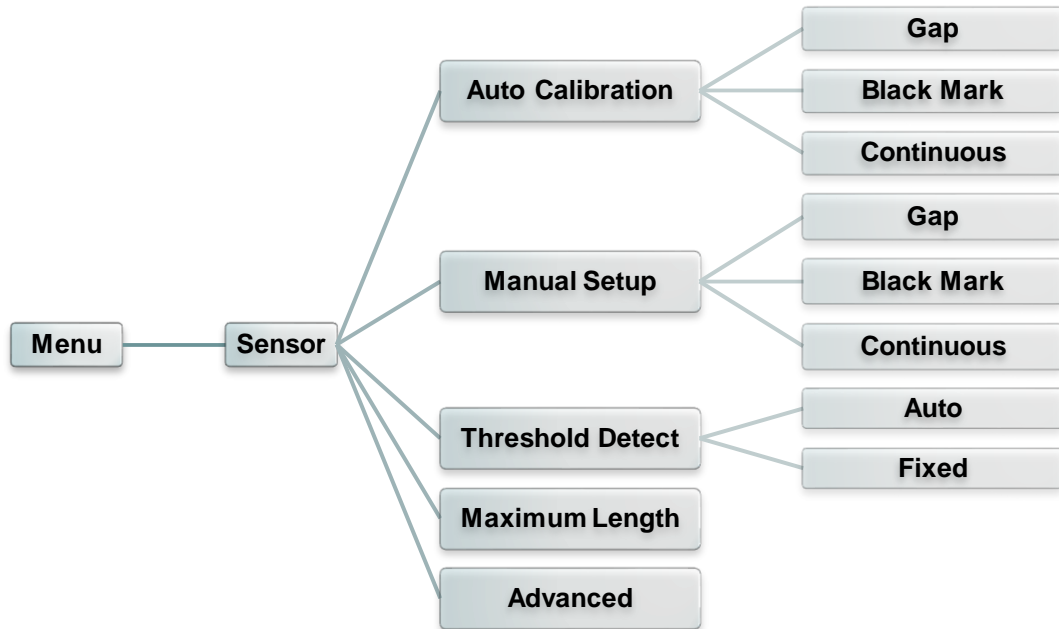 Menu
Sensor
Auto Calibration
Gap
Black Mark
Continuous
Manual Setup
Gap
Black Mark
Continuous
Threshold Detect
Auto
Fixed
Maximum Length
Advanced